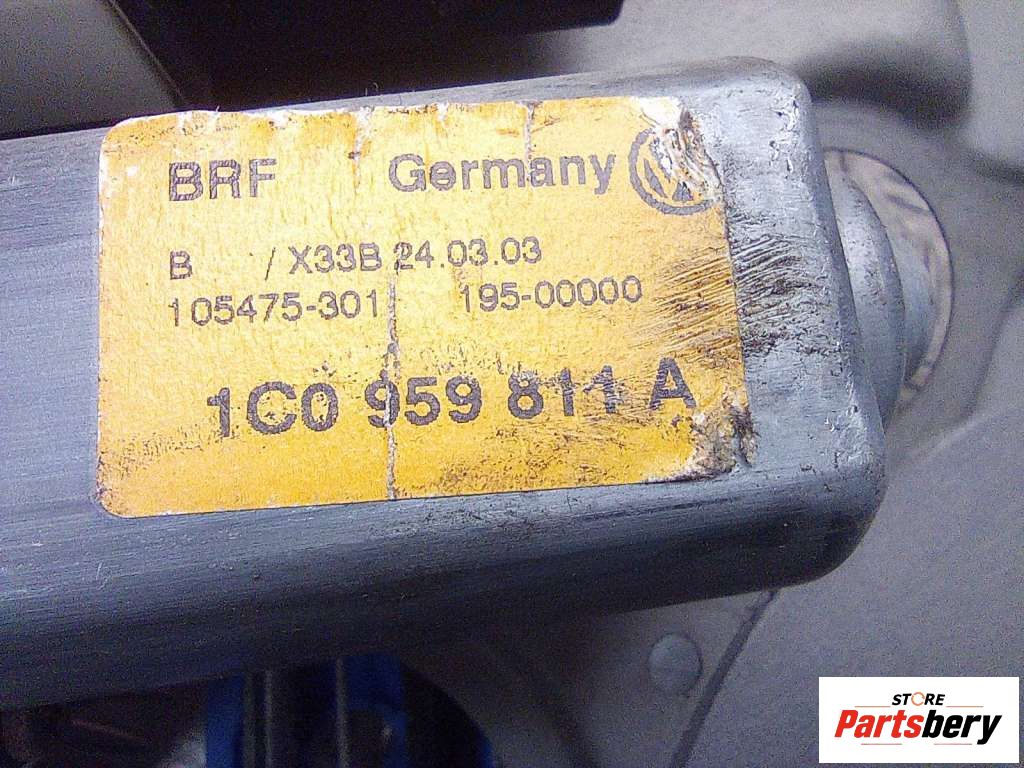 BRF Germany
B / X33B 24.03.03
105475-301 195-00000
1C0 959 811 A
STORE
Partsbery